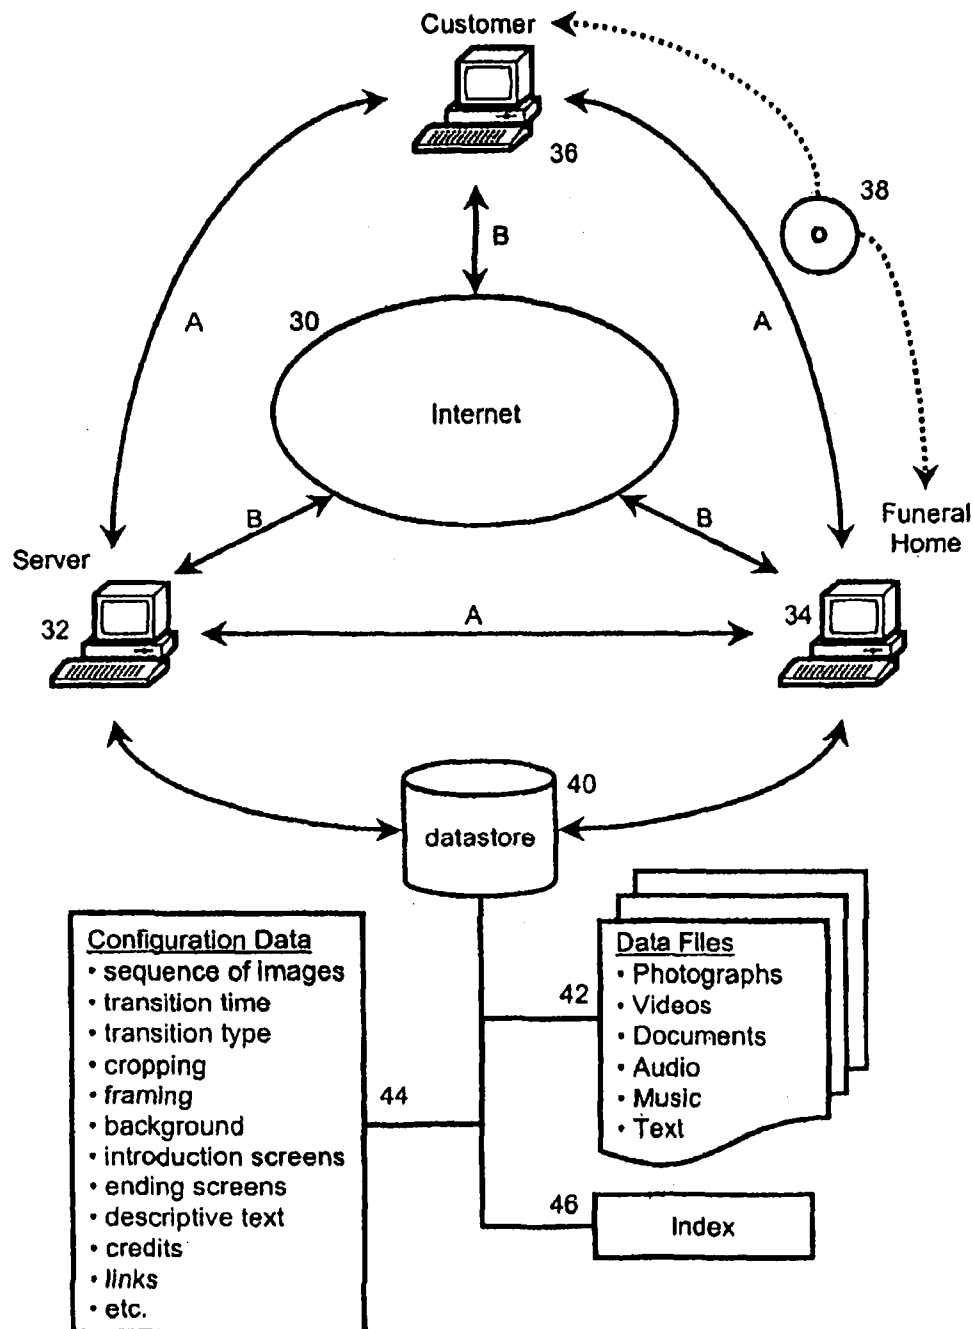 Customer
36
38
B
A
A
30
Internet
B
B
Funeral
Home
Server
32
A
34
40
datastore
Configuration Data
• sequence of images
• transition time
• transition type
• cropping
• framing
• background
• introduction screens
• ending screens
• descriptive text
• credits
• links
• etc.
44
42
Data Files
• Photographs
• Videos
• Documents
• Audio
• Music
• Text
46
Index